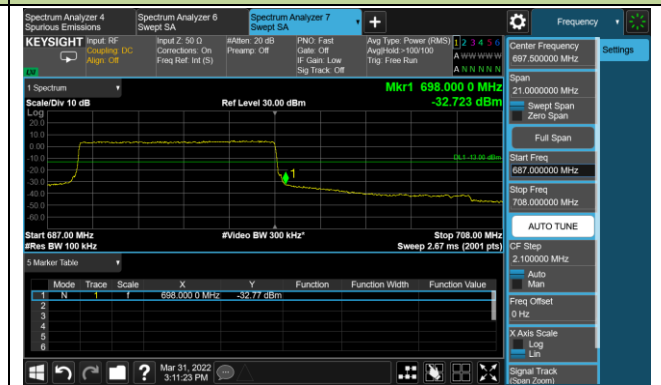 Spectrum Analyzer 4
Spurious Emissions
Spectrum Analyzer 6
Swept SA
Spectrum Analyzer 7
Swept SA
Frequency
KEYSIGHT
Input: RF
Coupling: DC
Align: Off
Input Z: 50 Ω
Corrections: On
Freq Ref: Int (S)
#Atten: 20 dB
Preamp: Off
PNO: Fast
Gate: Off
IF Gain: Low
Sig Track: Off
Avg Type: Power (RMS)
Avg|Hold:>100/100
Trig: Free Run
1 2 3 4 5 6
A W W W W W
A N N N N N
1 Spectrum
Mkr1 698.000 0 MHz
Scale/Div 10 dB
Ref Level 30.00 dBm
-32.723 dBm
Log
20.0
10.0
0.00
-10.0
-20.0
-30.0
-40.0
-50.0
-60.0
DL1 -13.00 dBm
1
Start 687.00 MHz
#Video BW 300 kHz*
Stop 708.00 MHz
#Res BW 100 kHz
Sweep 2.67 ms (2001 pts)
5 Marker Table
Mode Trace Scale X Y Function Function Width Function Value
1 N 1 f 698.000 0 MHz -32.77 dBm
2
3
4
5
6
Mar 31, 2022
3:11:23 PM
Center Frequency
697.500000 MHz
Settings
Span
21.0000000 MHz
Swept Span
Zero Span
Full Span
Start Freq
687.000000 MHz
Stop Freq
708.000000 MHz
AUTO TUNE
CF Step
2.100000 MHz
Auto
Man
Freq Offset
0 Hz
X Axis Scale
Log
Lin
Signal Track
(Span Zoom)